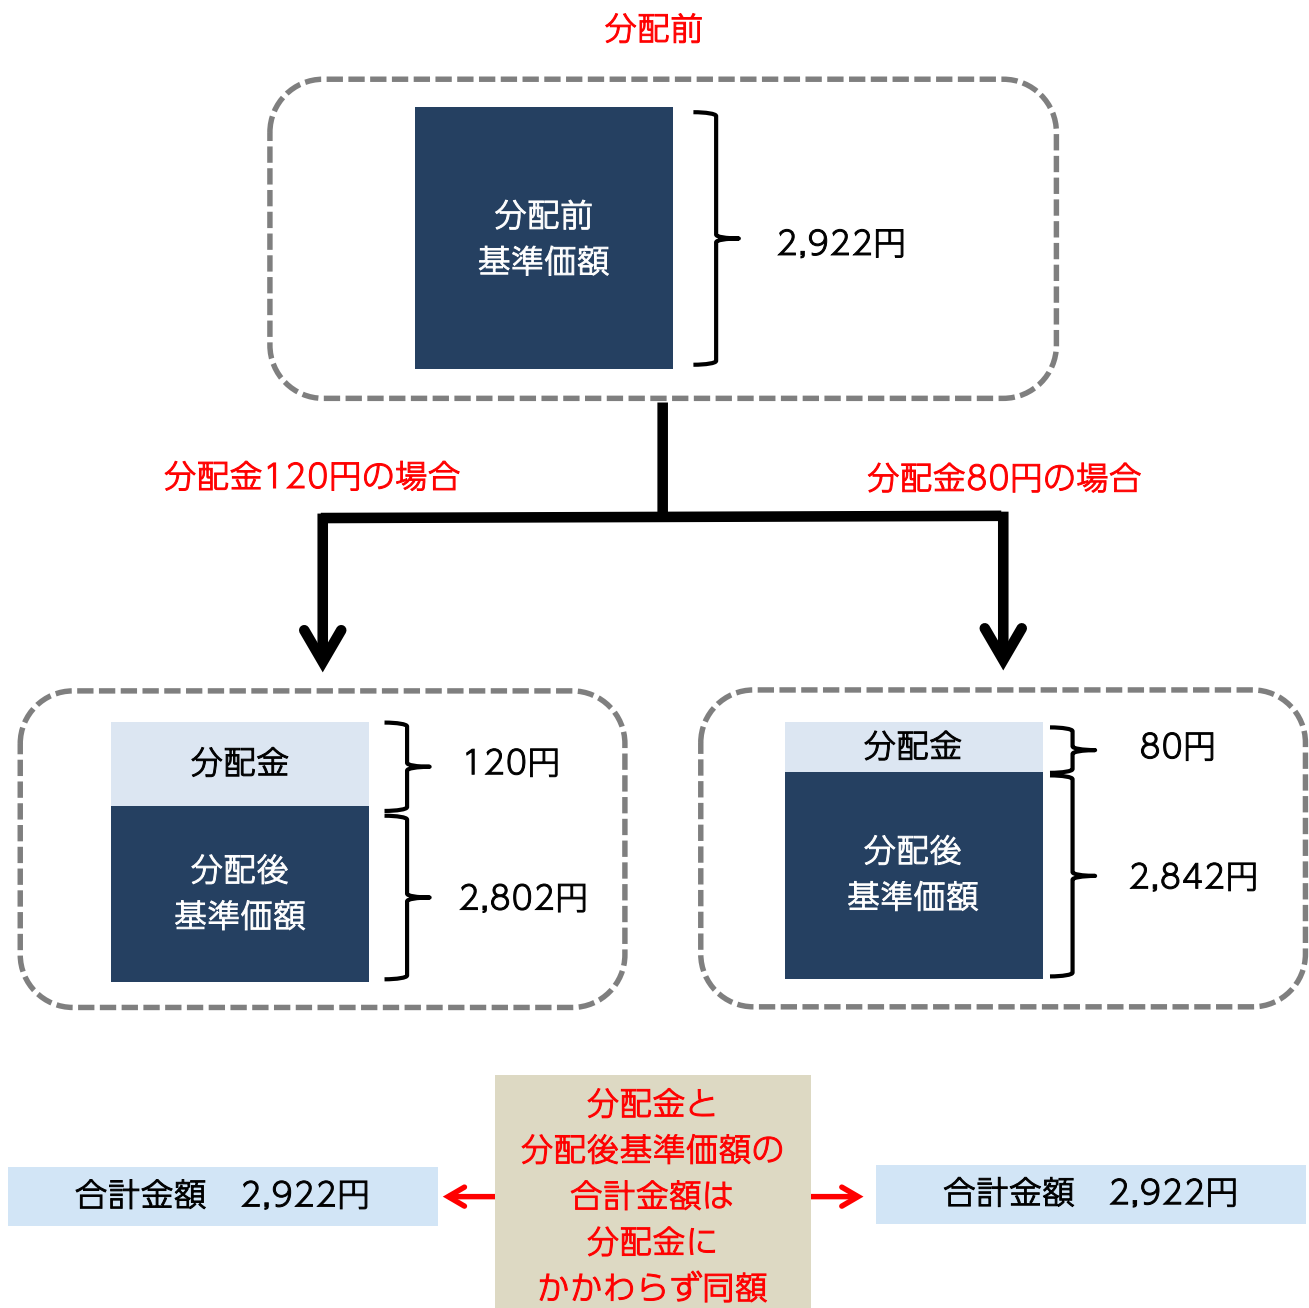 分配前
分配前
基準価額
2,922円
分配金120円の場合
分配金80円の場合
分配金
120円
分配後
基準価額
2,802円
分配金
80円
分配後
基準価額
2,842円
分配金と
分配後基準価額の
合計金額は
分配金に
かかわらず同額
合計金額　2,922円
合計金額　2,922円